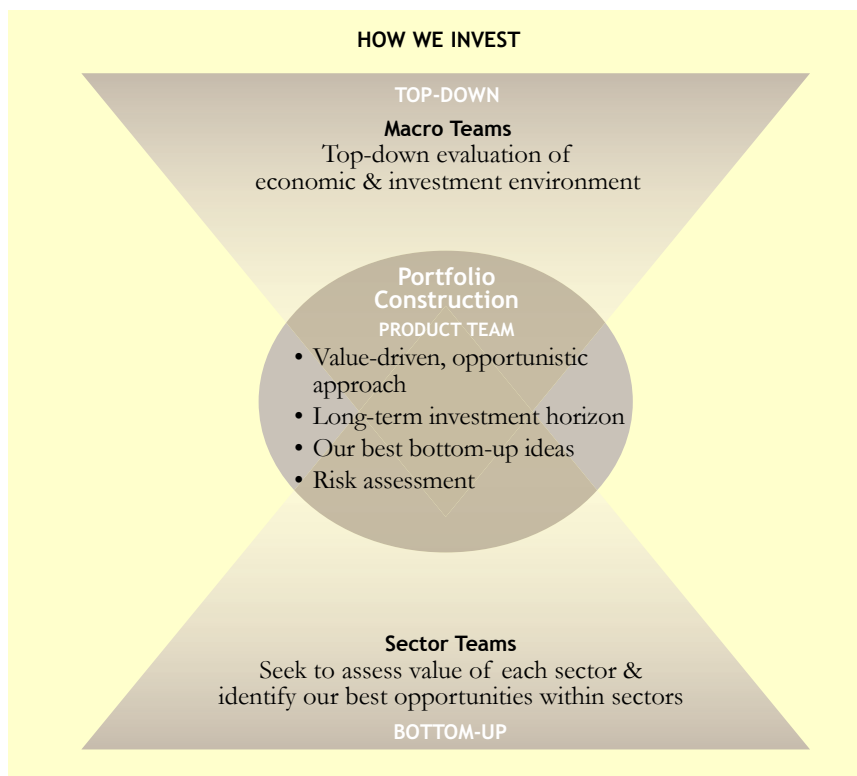 HOW WE INVEST
TOP-DOWN
Macro Teams
Top-down evaluation of
economic & investment environment
Portfolio
Construction
PRODUCT TEAM
• Value-driven, opportunistic
approach
• Long-term investment horizon
• Our best bottom-up ideas
• Risk assessment
Sector Teams
Seek to assess value of each sector &
identify our best opportunities within sectors
BOTTOM-UP